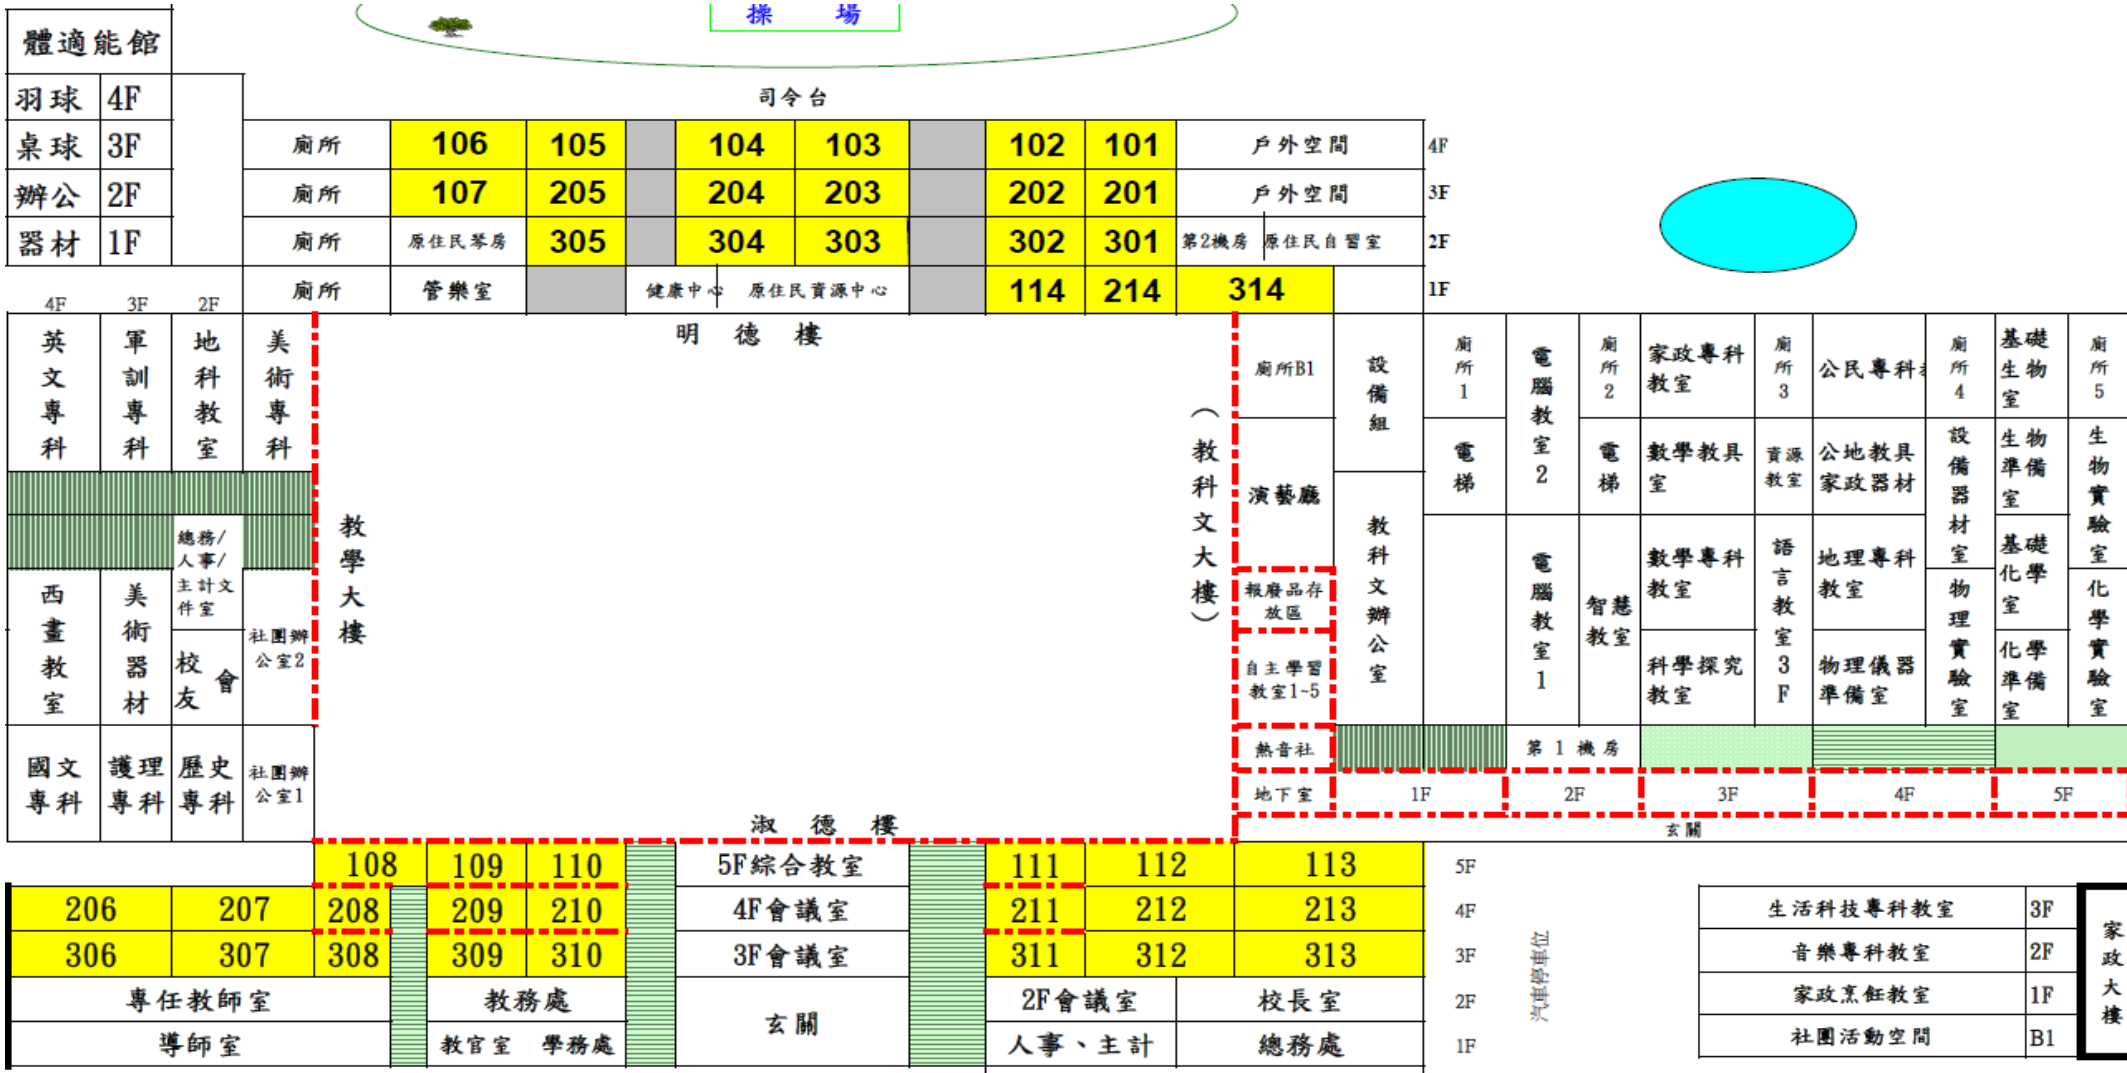 操 場
體適能館
羽球 4F
司令台
桌球 3F 廁所 106 105 104 103 102 101 戶外空間 4F
辦公 2F 廁所 107 205 204 203 202 201 戶外空間 3F
器材 1F 廁所 原住民琴房 305 304 303 302 301 第2機房 原住民自習室 2F
廁所 管樂室 健康中心 原住民資源中心 114 214 314 1F
4F 3F 2F
明 德 樓
英文專科
軍訓專科
地科教室
美術專科
總務/
人事/
主計文
件室
西畫教室
美術器材
校友會
社團辦
公室2
國文
專科
護理
專科
歷史
專科
社團辦
公室1
教學大樓
(教科文大樓)
廁所B1
演藝廳
報廢品存
放區
自主學習
教室1~5
熱音社
地下室
設備組
教科文辦公室
廁所1
電梯
1F
電腦教室2
電腦教室1
廁所2
電梯
智慧
教室
第1機房
2F
家政專科
教室
數學教具
室
數學專科
教室
科學探究
教室
廁所3
資源
教室
語言教室3F
3F
公民專科
公地教具
家政器材
地理專科
教室
物理儀器
準備室
廁所4
設備器材室
物理實驗室
4F
基礎
生物
室
生物
準備
室
基礎
化學
室
化學
準備
室
廁所5
生物實驗室
化學實驗室
5F
玄關
淑 德 樓
108 109 110 5F綜合教室 111 112 113 5F
206 207 208 209 210 4F會議室 211 212 213 4F
306 307 308 309 310 3F會議室 311 312 313 3F
專任教師室 教務處 玄關 2F會議室 校長室 2F
導師室 教官室 學務處 人事、主計 總務處 1F
汽車停車位
生活科技專科教室 3F
音樂專科教室 2F
家政烹飪教室 1F
社團活動空間 B1
家政大樓